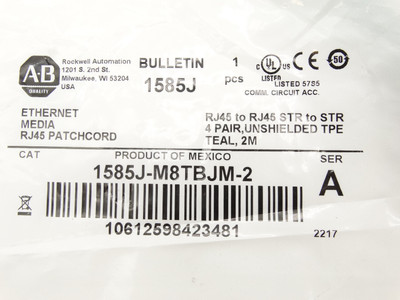 A-B
QUALITY
Rockwell Automation
1201 S. 2nd St.
Milwaukee, WI 53204
USA
BULLETIN
1585J
1
pcs
C UL US
LISTED
CE
50
LISTED 5785
COMM. CIRCUIT ACC.
ETHERNET
MEDIA
RJ45 PATCHCORD
RJ45 to RJ45 STR to STR
4 PAIR,UNSHIELDED TPE
TEAL, 2M
CAT
PRODUCT OF MEXICO
SER
1585J-M8TBJM-2
A
10612598423481
2217